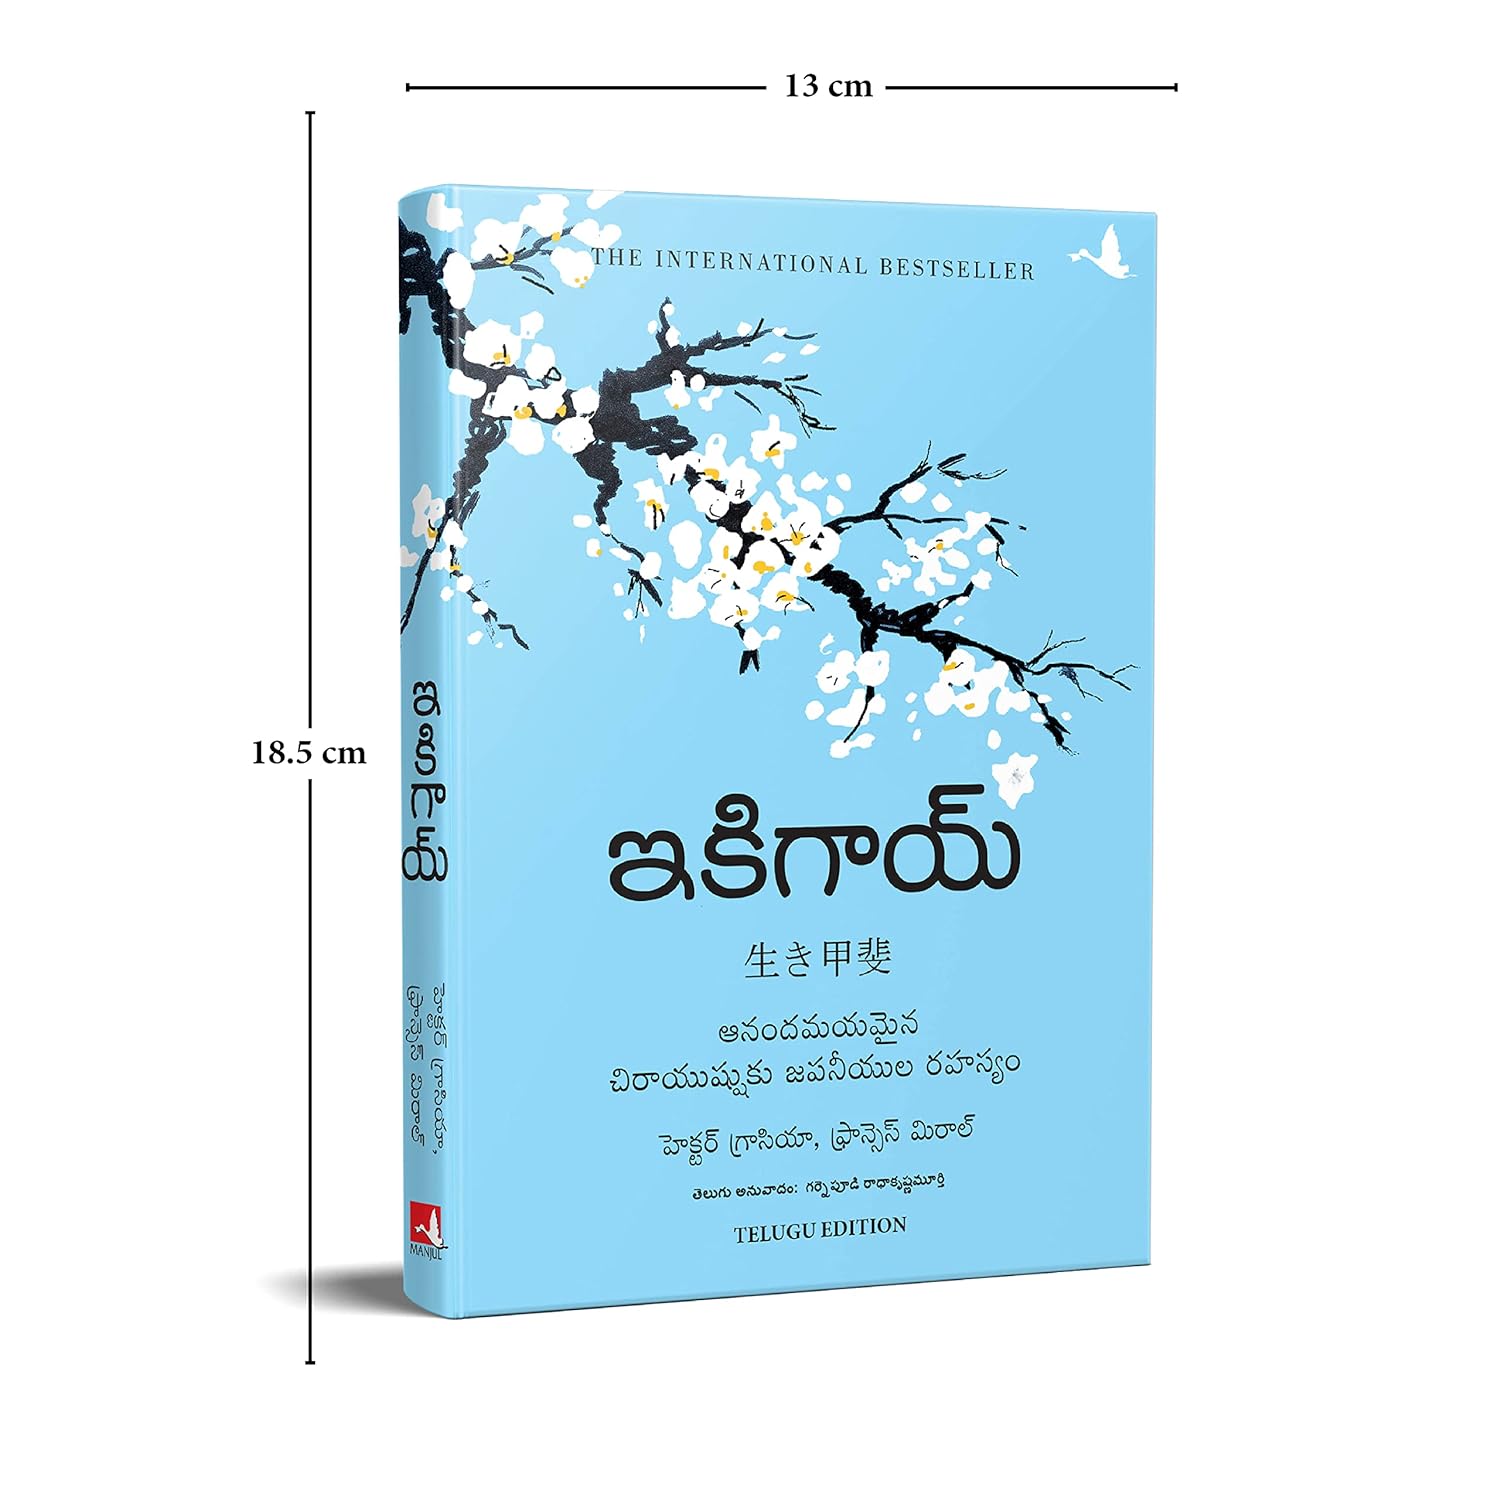 13 cm
18.5 cm
THE INTERNATIONAL BESTSELLER
ఇకిగాయ్
生き甲斐
ఆనందమయమైన
చిరాయుష్షుకు జపనీయుల రహస్యం
హెక్టర్ గ్రాసియా, ఫ్రాన్సెస్ మిరాల్
తెలుగు అనువాదం: గర్నెపూడి రాధాకృష్ణమూర్తి
TELUGU EDITION
ఇకిగాయ్
హెక్టర్ గ్రాసియా,
ఫ్రాన్సెస్ మిరాల్
MANJUL